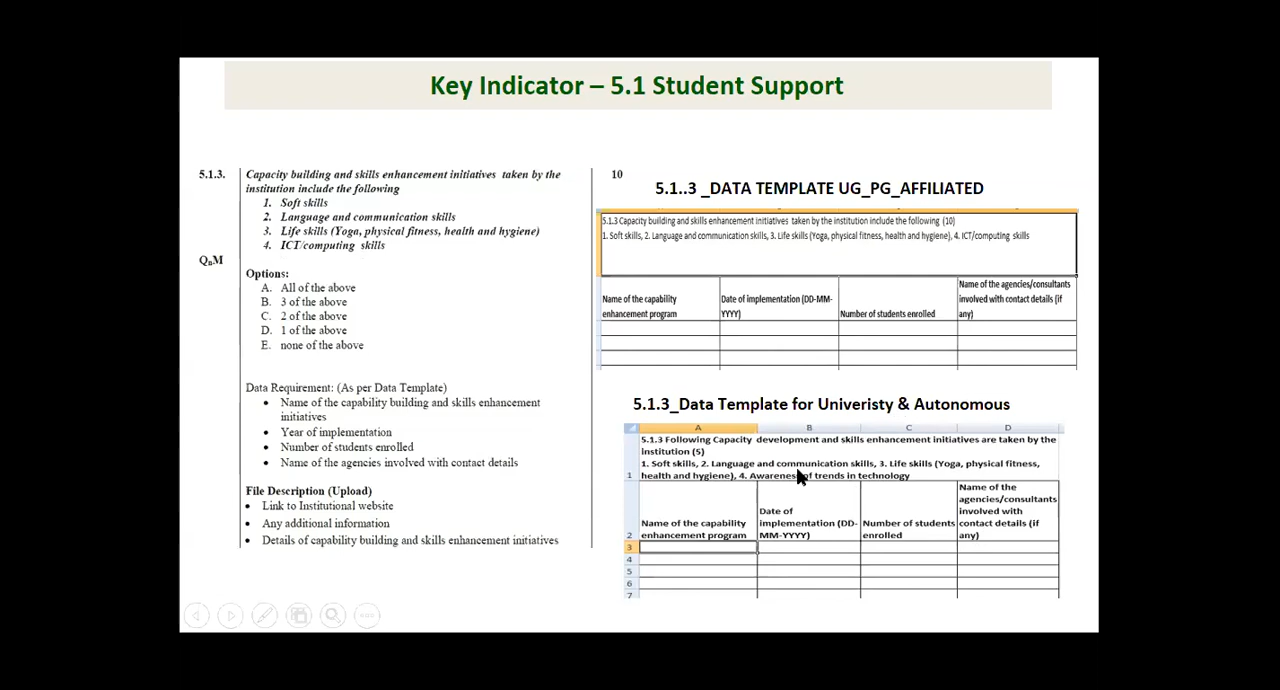 Key Indicator – 5.1 Student Support
5.1.3.
Capacity building and skills enhancement initiatives taken by the
institution include the following
1. Soft skills
2. Language and communication skills
3. Life skills (Yoga, physical fitness, health and hygiene)
4. ICT/computing skills
10
QnM
Options:
A. All of the above
B. 3 of the above
C. 2 of the above
D. 1 of the above
E. none of the above
Data Requirement: (As per Data Template)
• Name of the capability building and skills enhancement
initiatives
• Year of implementation
• Number of students enrolled
• Name of the agencies involved with contact details
File Description (Upload)
• Link to Institutional website
• Any additional information
• Details of capability building and skills enhancement initiatives
5.1..3 _DATA TEMPLATE UG_PG_AFFILIATED
5.1.3 Capacity building and skills enhancement initiatives taken by the institution include the following (10)
1. Soft skills, 2. Language and communication skills, 3. Life skills (Yoga, physical fitness, health and hygiene), 4. ICT/computing skills
Name of the capability
enhancement program
Date of implementation (DD-MM-
YYYY)
Number of students enrolled
Name of the agencies/consultants
involved with contact details (if
any)
5.1.3_Data Template for Univeristy & Autonomous
A B C D
5.1.3 Following Capacity development and skills enhancement initiatives are taken by the
institution (5)
1. Soft skills, 2. Language and communication skills, 3. Life skills (Yoga, physical fitness,
1 health and hygiene), 4. Awareness of trends in technology
Name of the capability
enhancement program
Date of
implementation (DD-
MM-YYYY)
Number of students
enrolled
Name of the
agencies/consultants
involved with
contact details (if
any)
2
3
4
5
6
7